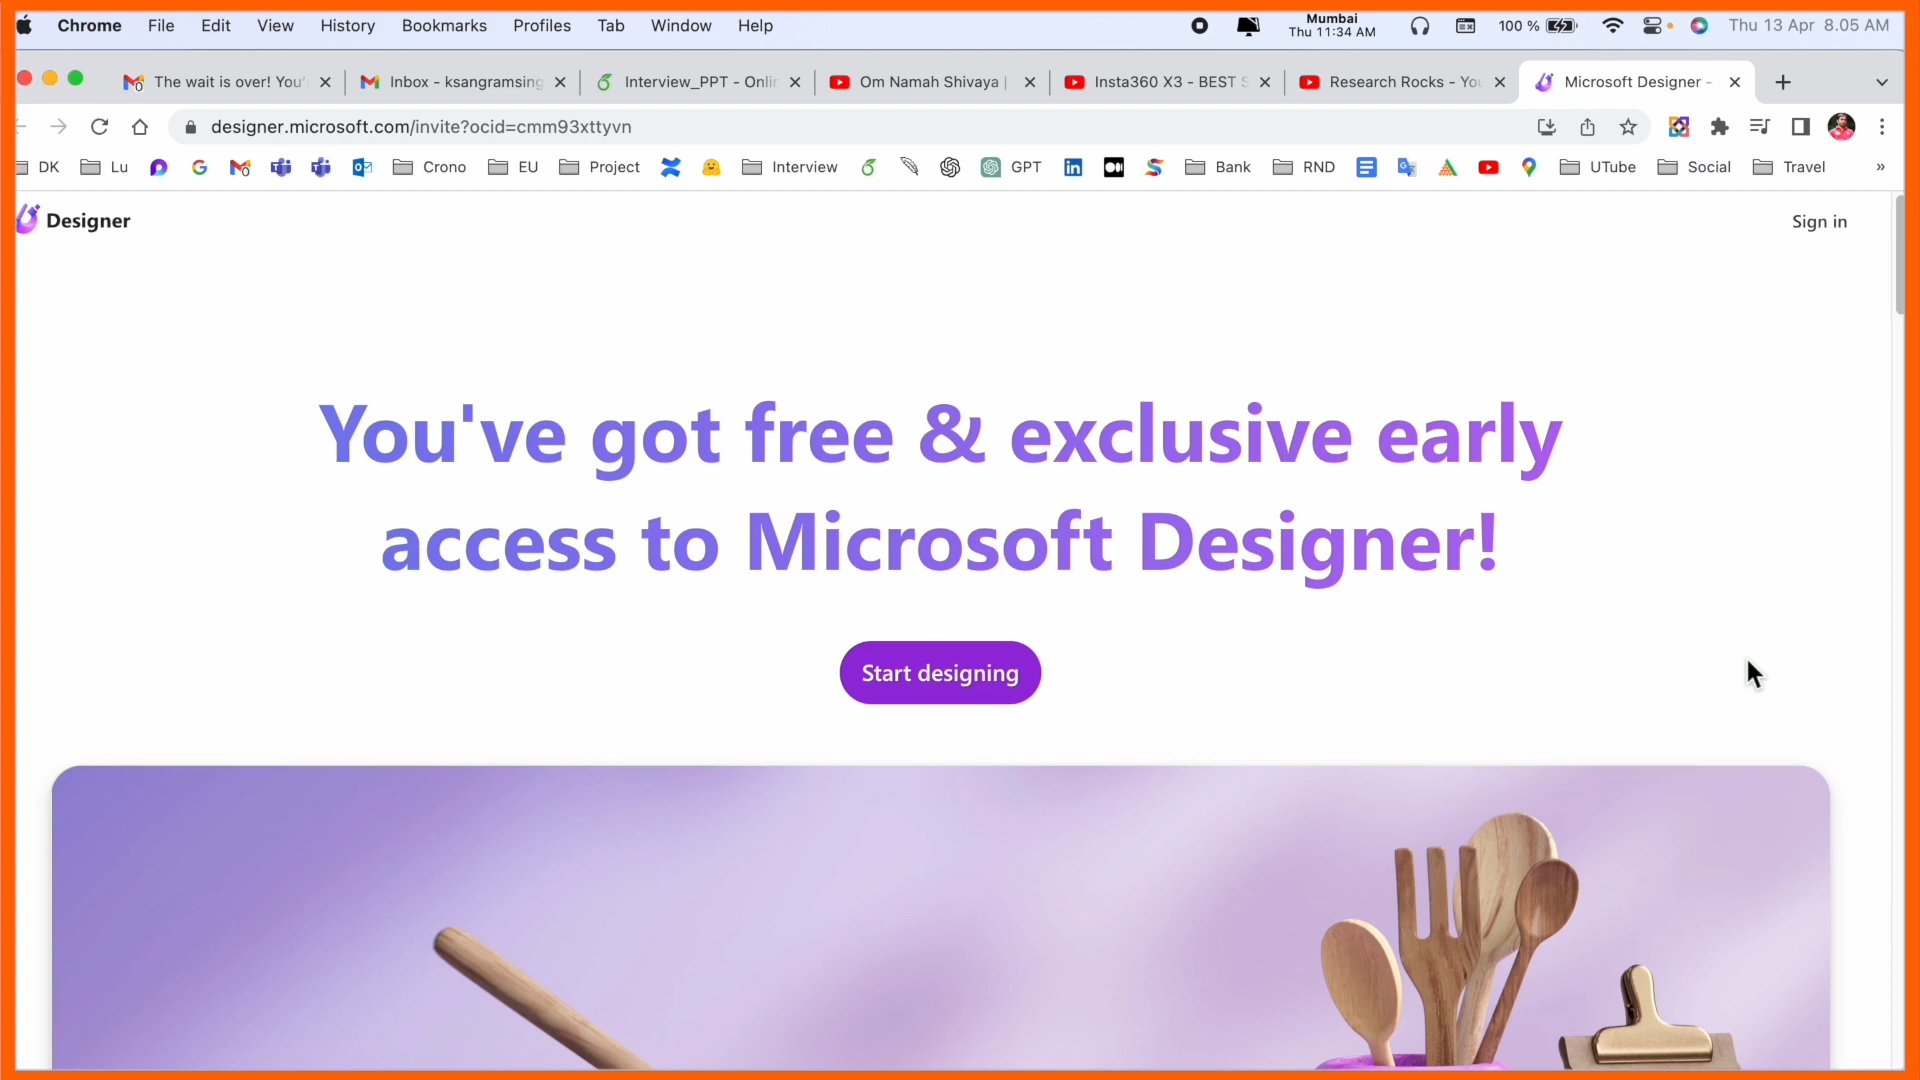 Chrome File Edit View History Bookmarks Profiles Tab Window Help
Mumbai
Thu 11:34 AM
100 %
Thu 13 Apr 8.05 AM
The wait is over! You'
Inbox - ksangramsing
Interview_PPT - Onlin
Om Namah Shivaya |
Insta360 X3 - BEST S
Research Rocks - You
Microsoft Designer -
designer.microsoft.com/invite?ocid=cmm93xttyvn
DK Lu Crono EU Project Interview GPT Bank RND UTube Social Travel »
Designer
Sign in
You've got free & exclusive early
access to Microsoft Designer!
Start designing